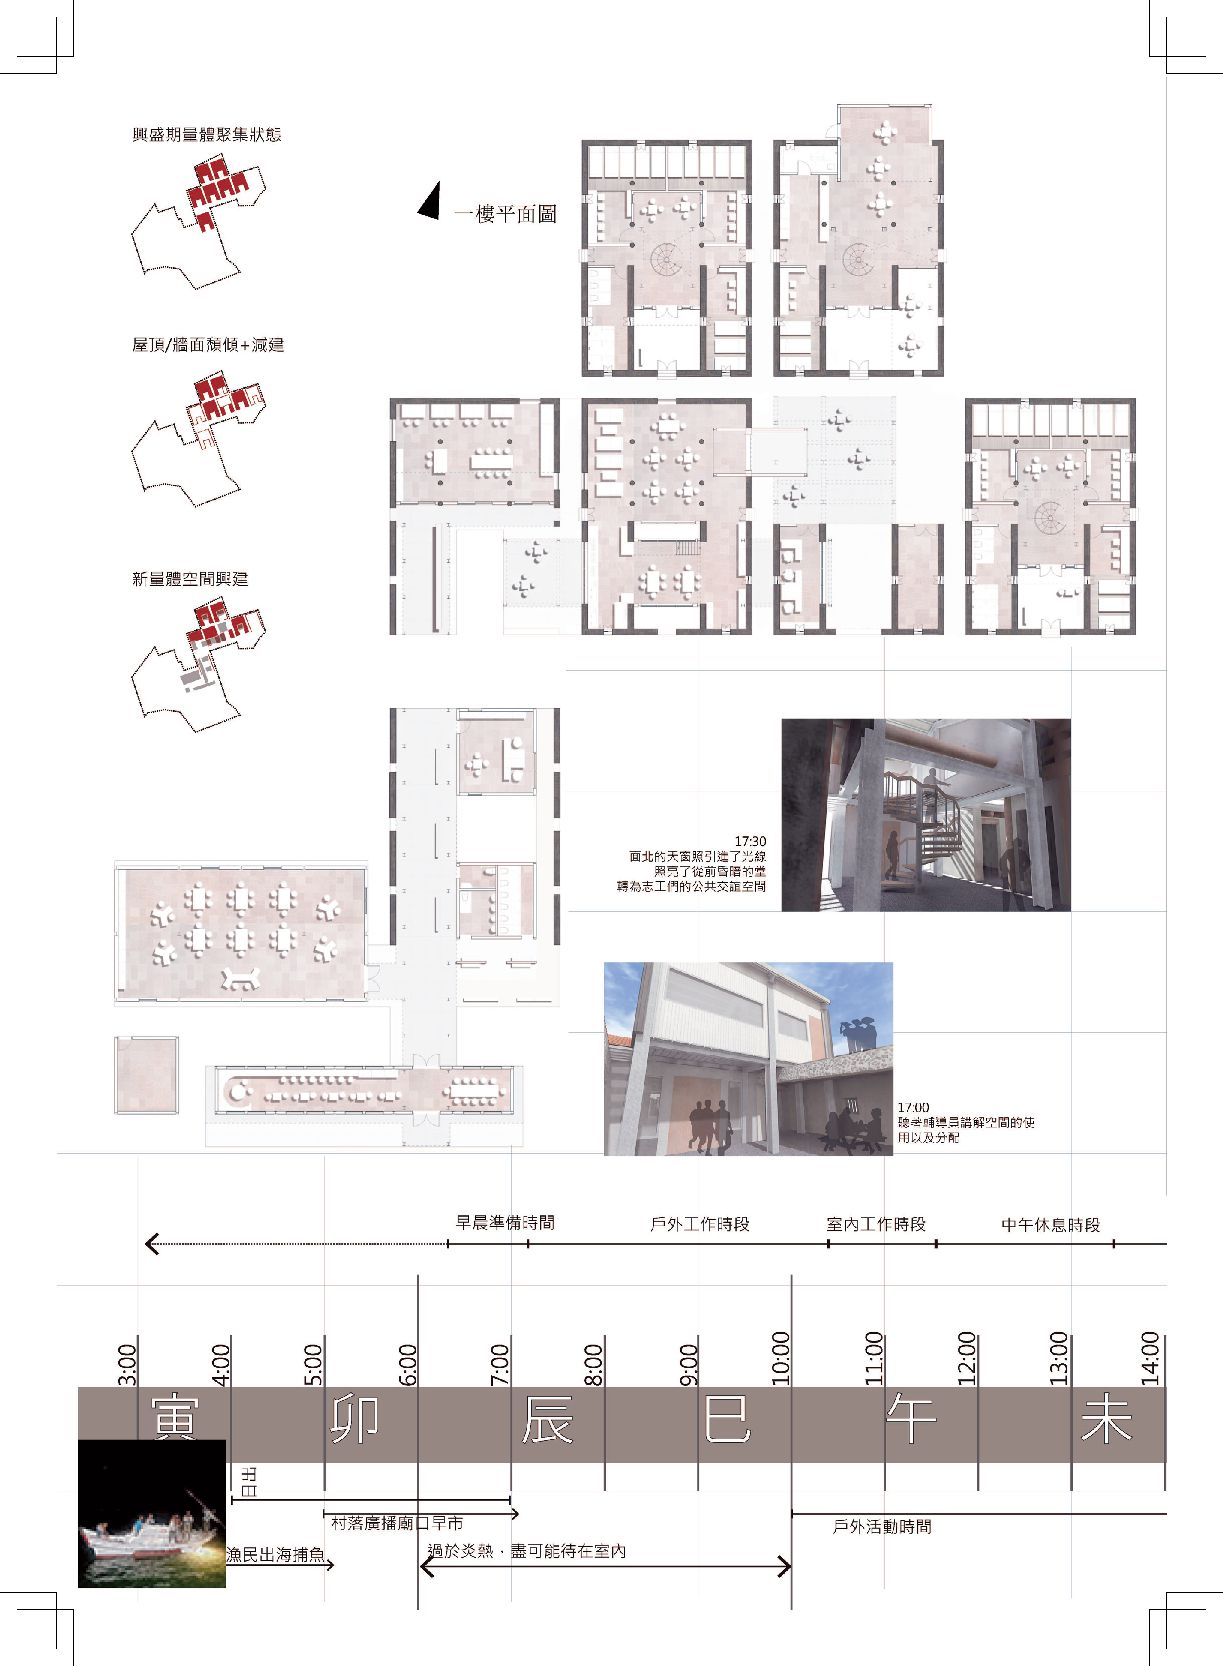 興盛期量體聚集狀態
一樓平面圖
屋頂/牆面頹傾+減建
新量體空間興建
17:30
面北的天窗照引進了光線
照亮了從前昏暗的堂
轉為志工們的公共交誼空間
17:00
聽著輔導員講解空間的使
用以及分配
早晨準備時間
戶外工作時段
室內工作時段
中午休息時段
3:00
4:00
5:00
6:00
7:00
8:00
9:00
10:00
11:00
12:00
13:00
14:00
寅
卯
辰
巳
午
未
日出
村落廣播廟口早市
戶外活動時間
過於炎熱，盡可能待在室內
漁民出海捕魚